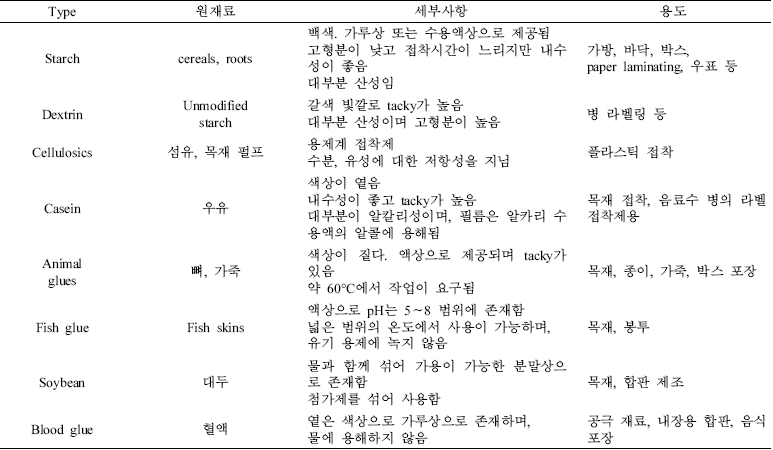 Type 원재료 세부사항 용도
Starch cereals, roots 백색. 가루상 또는 수용액상으로 제공됨
고형분이 낮고 접착시간이 느리지만 내수
성이 좋음
대부분 산성임 가방, 바닥, 박스,
paper laminating, 우표 등
Dextrin Unmodified
starch 갈색 빛깔로 tacky가 높음
대부분 산성이며 고형분이 높음 병 라벨링 등
Cellulosics 섬유, 목재 펄프 용제계 접착제
수분, 유성에 대한 저항성을 지님 플라스틱 접착
Casein 우유 색상이 옅음
내수성이 좋고 tacky가 높음
대부분이 알칼리성이며, 필름은 알카리 수
용액의 알콜에 용해됨 목재 접착, 음료수 병의 라벨
접착제용
Animal
glues 뼈, 가죽 색상이 짙다. 액상으로 제공되며 tacky가
있음
약 60°C에서 작업이 요구됨 목재, 종이, 가죽, 박스 포장
Fish glue Fish skins 액상으로 pH는 5~8 범위에 존재함
넓은 범위의 온도에서 사용이 가능하며,
유기 용제에 녹지 않음 목재, 봉투
Soybean 대두 물과 함께 섞어 가용이 가능한 분말상으
로 존재함
첨가제를 섞어 사용함 목재, 합판 제조
Blood glue 혈액 옅은 색상으로 가루상으로 존재하며,
물에 용해하지 않음 공극 재료, 내장용 합판, 음식
포장